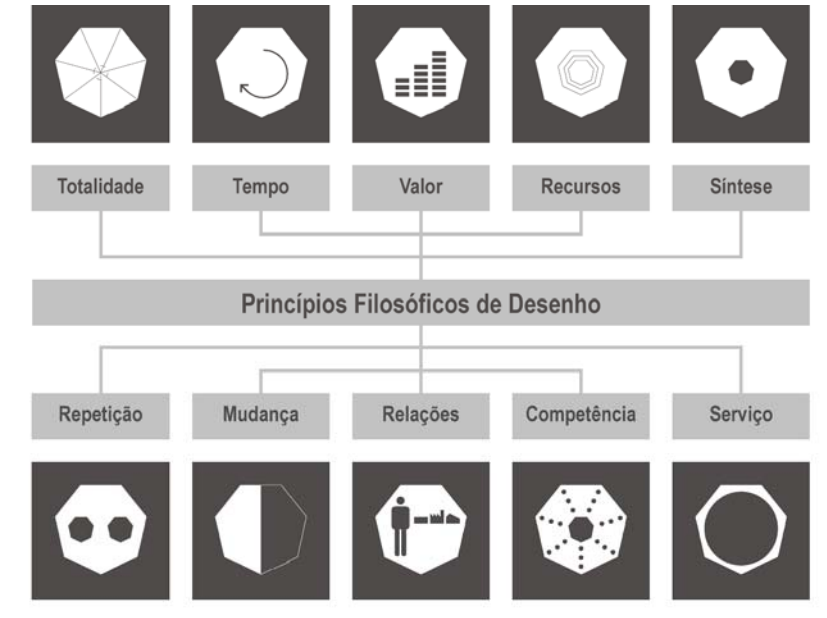 Totalidade
Tempo
Valor
Recursos
Síntese
Princípios Filosóficos de Desenho
Repetição
Mudança
Relações
Competência
Serviço